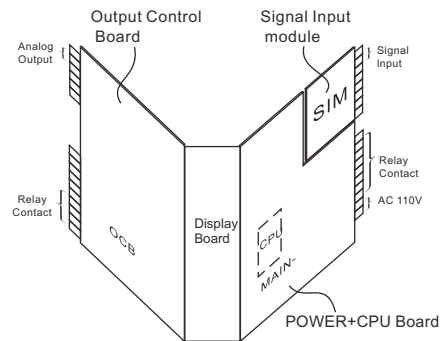 Output Control
Board
Signal Input
module
Analog
Output
Signal
Input
SIM
Relay
Contact
AC 110V
Relay
Contact
OCB
Display
Board
CPU
MAIN-
POWER+CPU Board